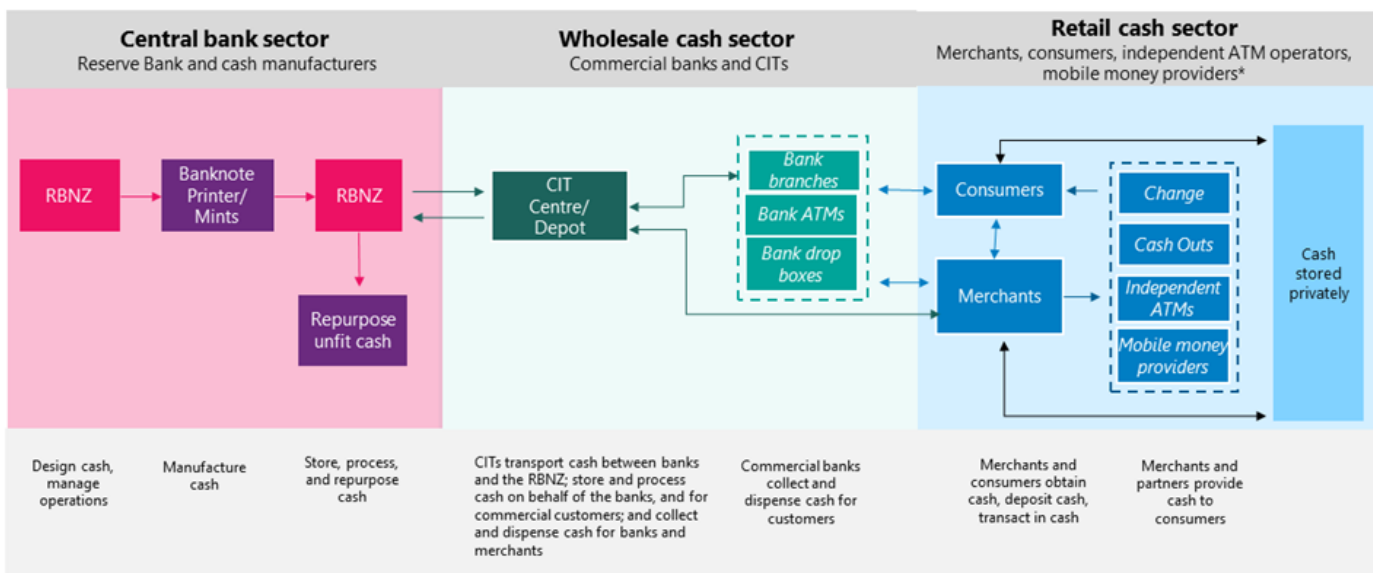 Central bank sector
Reserve Bank and cash manufacturers
Wholesale cash sector
Commercial banks and CITs
Retail cash sector
Merchants, consumers, independent ATM operators,
mobile money providers*
RBNZ
Banknote
Printer/
Mints
RBNZ
Repurpose
unfit cash
CIT
Centre/
Depot
Bank
branches
Bank ATMs
Bank drop
boxes
Consumers
Merchants
Change
Cash Outs
Independent
ATMs
Mobile money
providers
Cash
stored
privately
Design cash,
manage
operations
Manufacture
cash
Store, process,
and repurpose
cash
CITs transport cash between banks
and the RBNZ; store and process
cash on behalf of the banks, and for
commercial customers; and collect
and dispense cash for banks and
merchants
Commercial banks
collect and
dispense cash for
customers
Merchants and
consumers obtain
cash, deposit cash,
transact in cash
Merchants and
partners provide
cash to
consumers